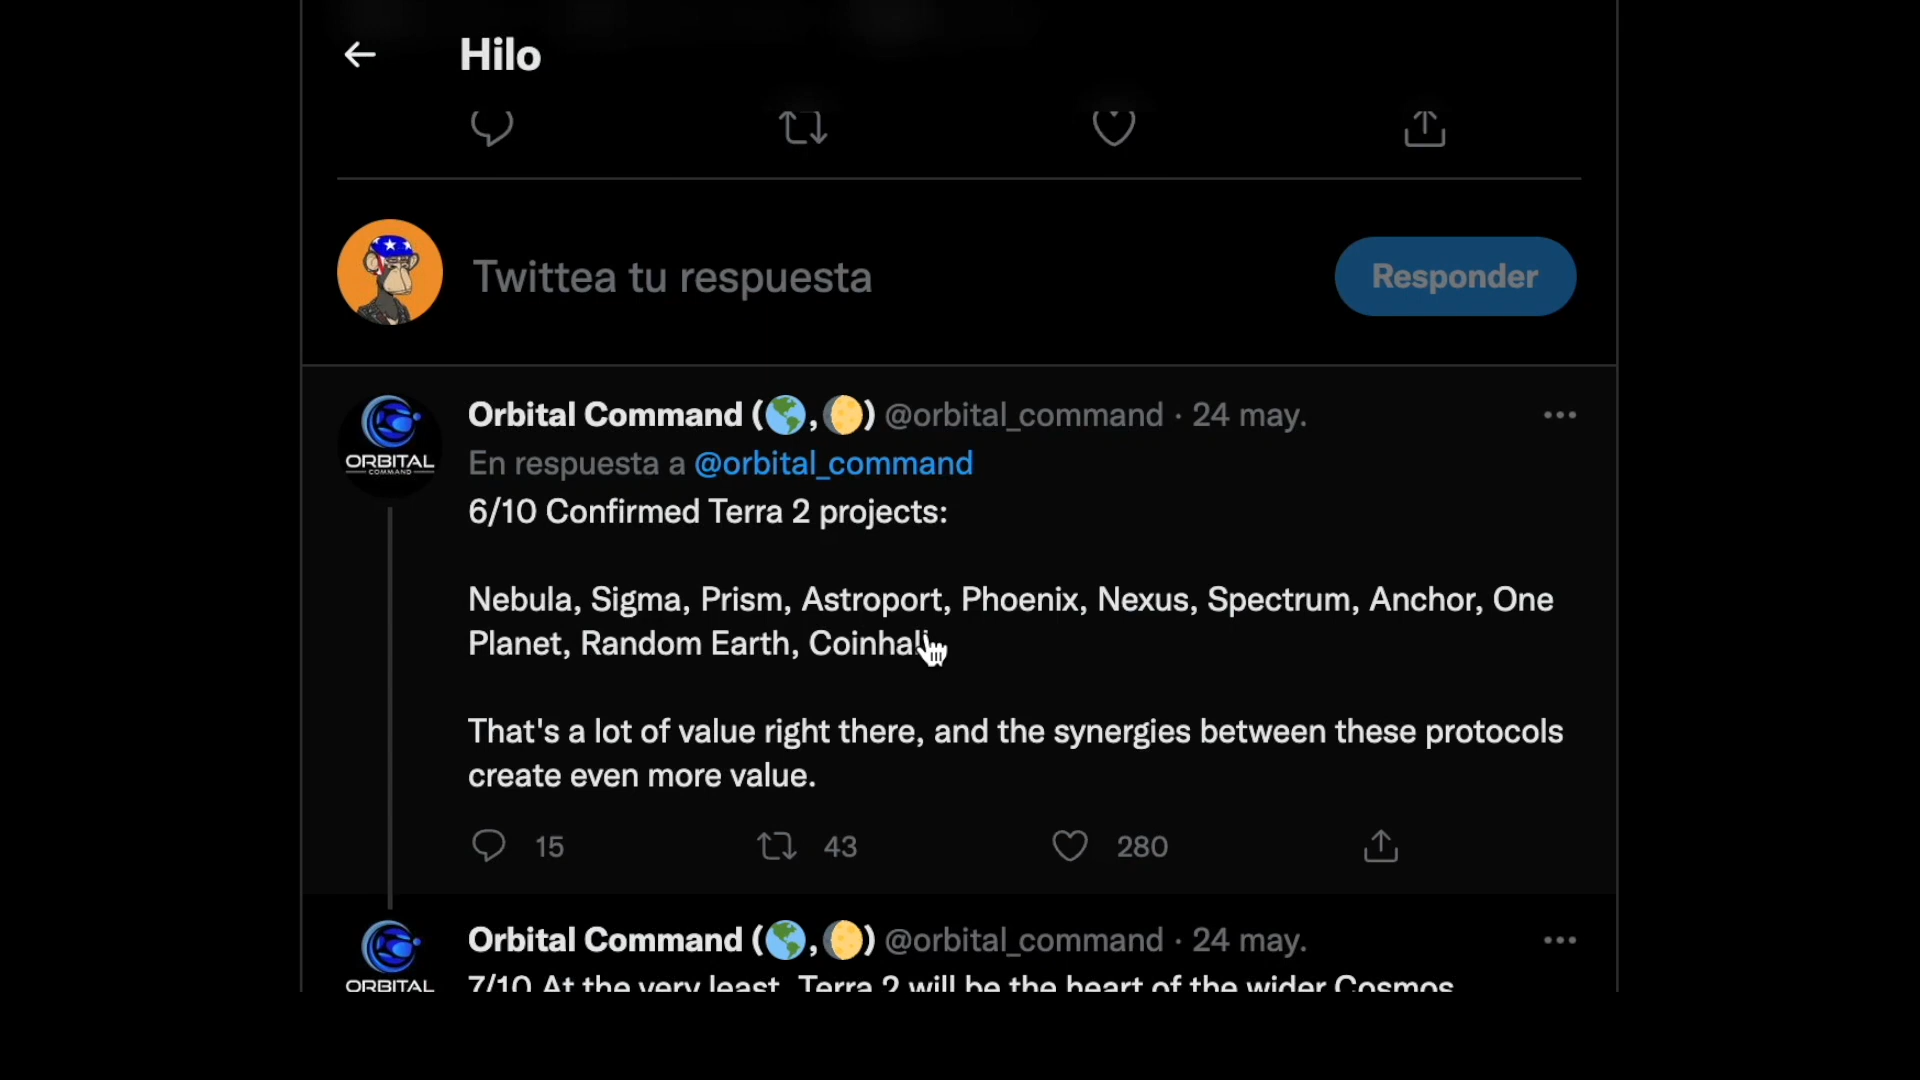 Hilo
Twittea tu respuesta
Responder
Orbital Command (🌎,🌔) @orbital_command · 24 may.
ORBITAL
COMMAND
En respuesta a @orbital_command
6/10 Confirmed Terra 2 projects:
Nebula, Sigma, Prism, Astroport, Phoenix, Nexus, Spectrum, Anchor, One
Planet, Random Earth,
That's a lot of value right there, and the synergies between these protocols
create even more value.
15 43 280
Orbital Command (🌎,🌔) @orbital_command · 24 may.
ORBITAL
7/10 At the very least, Terra 2 will be the heart of the wider Cosmos